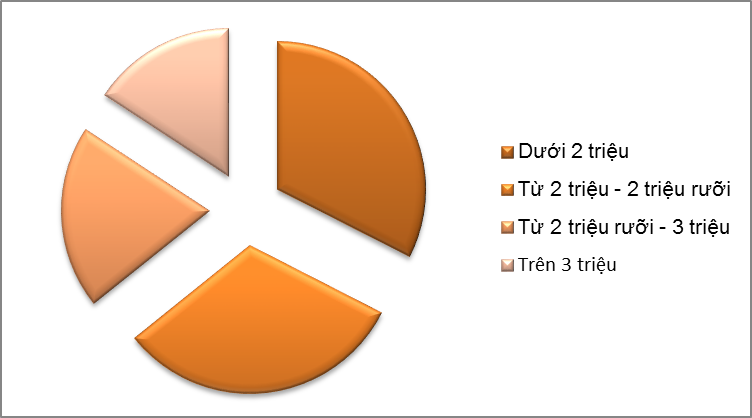 Dưới 2 triệu
Từ 2 triệu - 2 triệu rưỡi
Từ 2 triệu rưỡi - 3 triệu
Trên 3 triệu